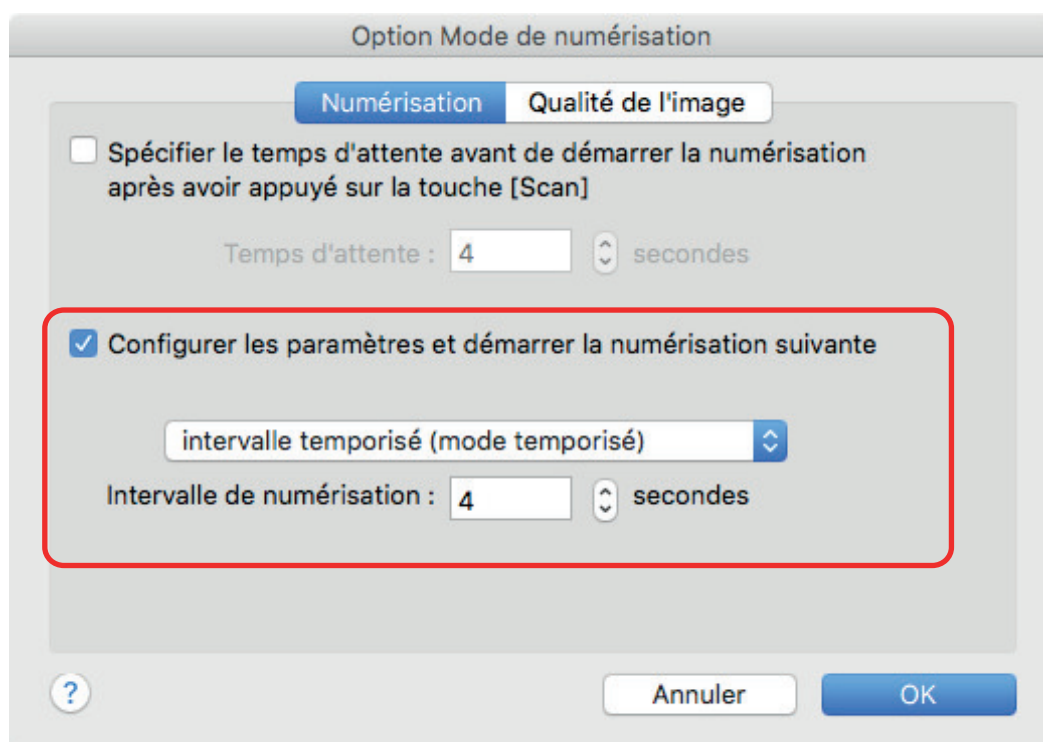 Option Mode de numérisation
Numérisation Qualité de l'image
Spécifier le temps d'attente avant de démarrer la numérisation
après avoir appuyé sur la touche [Scan]
Temps d'attente : 4 secondes
Configurer les paramètres et démarrer la numérisation suivante
intervalle temporisé (mode temporisé)
Intervalle de numérisation : 4 secondes
? Annuler OK